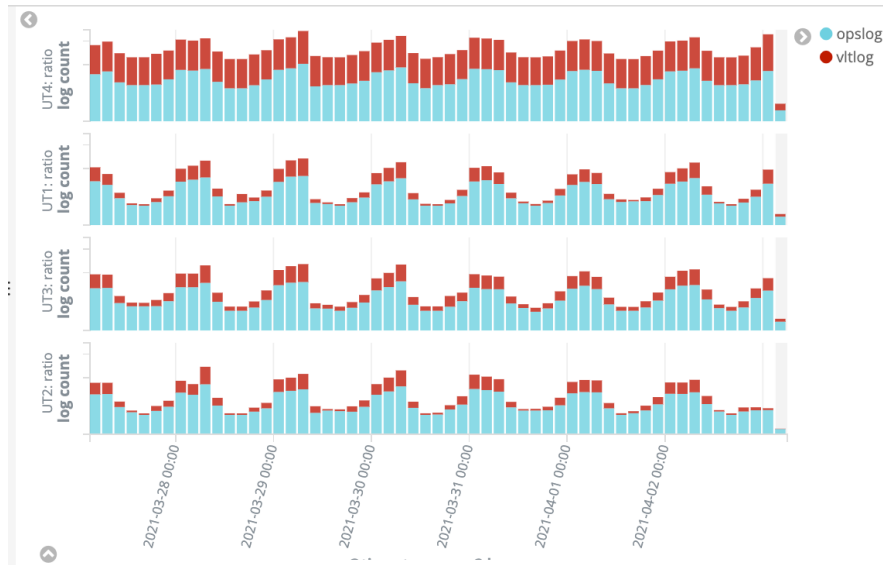 UT4: ratio
log count
opslog
vltlog
UT1: ratio
log count
UT3: ratio
log count
UT2: ratio
log count
2021-03-28 00:00
2021-03-29 00:00
2021-03-30 00:00
2021-03-31 00:00
2021-04-01 00:00
2021-04-02 00:00